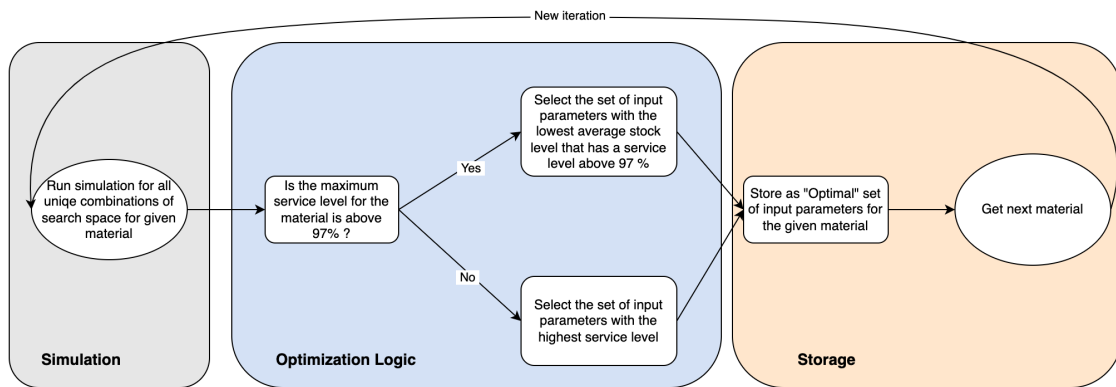 New iteration
Run simulation for all
uniqe combinations of
search space for given
material
Is the maximum
service level for the
material is above
97% ?
Yes
No
Select the set of input
parameters with the
lowest average stock
level that has a service
level above 97 %
Select the set of input
parameters with the
highest service level
Store as "Optimal" set
of input parameters for
the given material
Get next material
Simulation
Optimization Logic
Storage